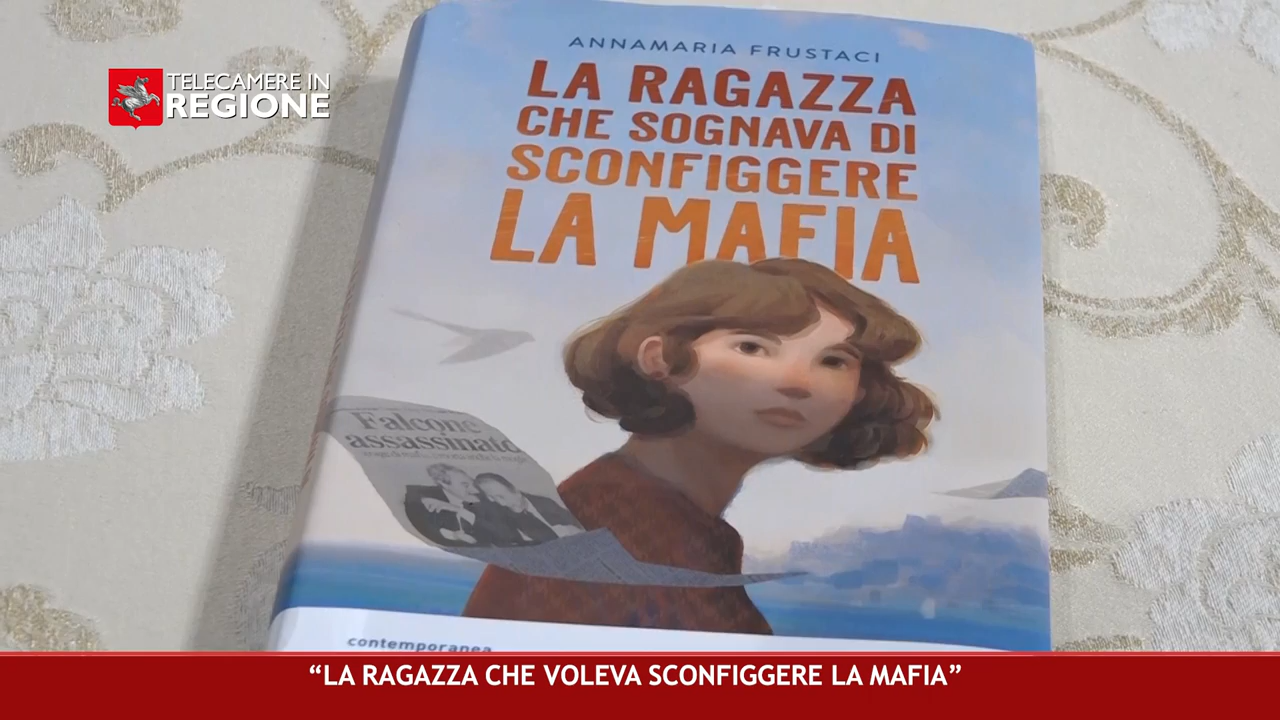 TELECAMERE IN
REGIONE
ANNAMARIA FRUSTACI
LA RAGAZZA
CHE SOGNAVA DI
SCONFIGGERE
LA MAFIA
Falcone
assassinato
contemporanea
“LA RAGAZZA CHE VOLEVA SCONFIGGERE LA MAFIA”